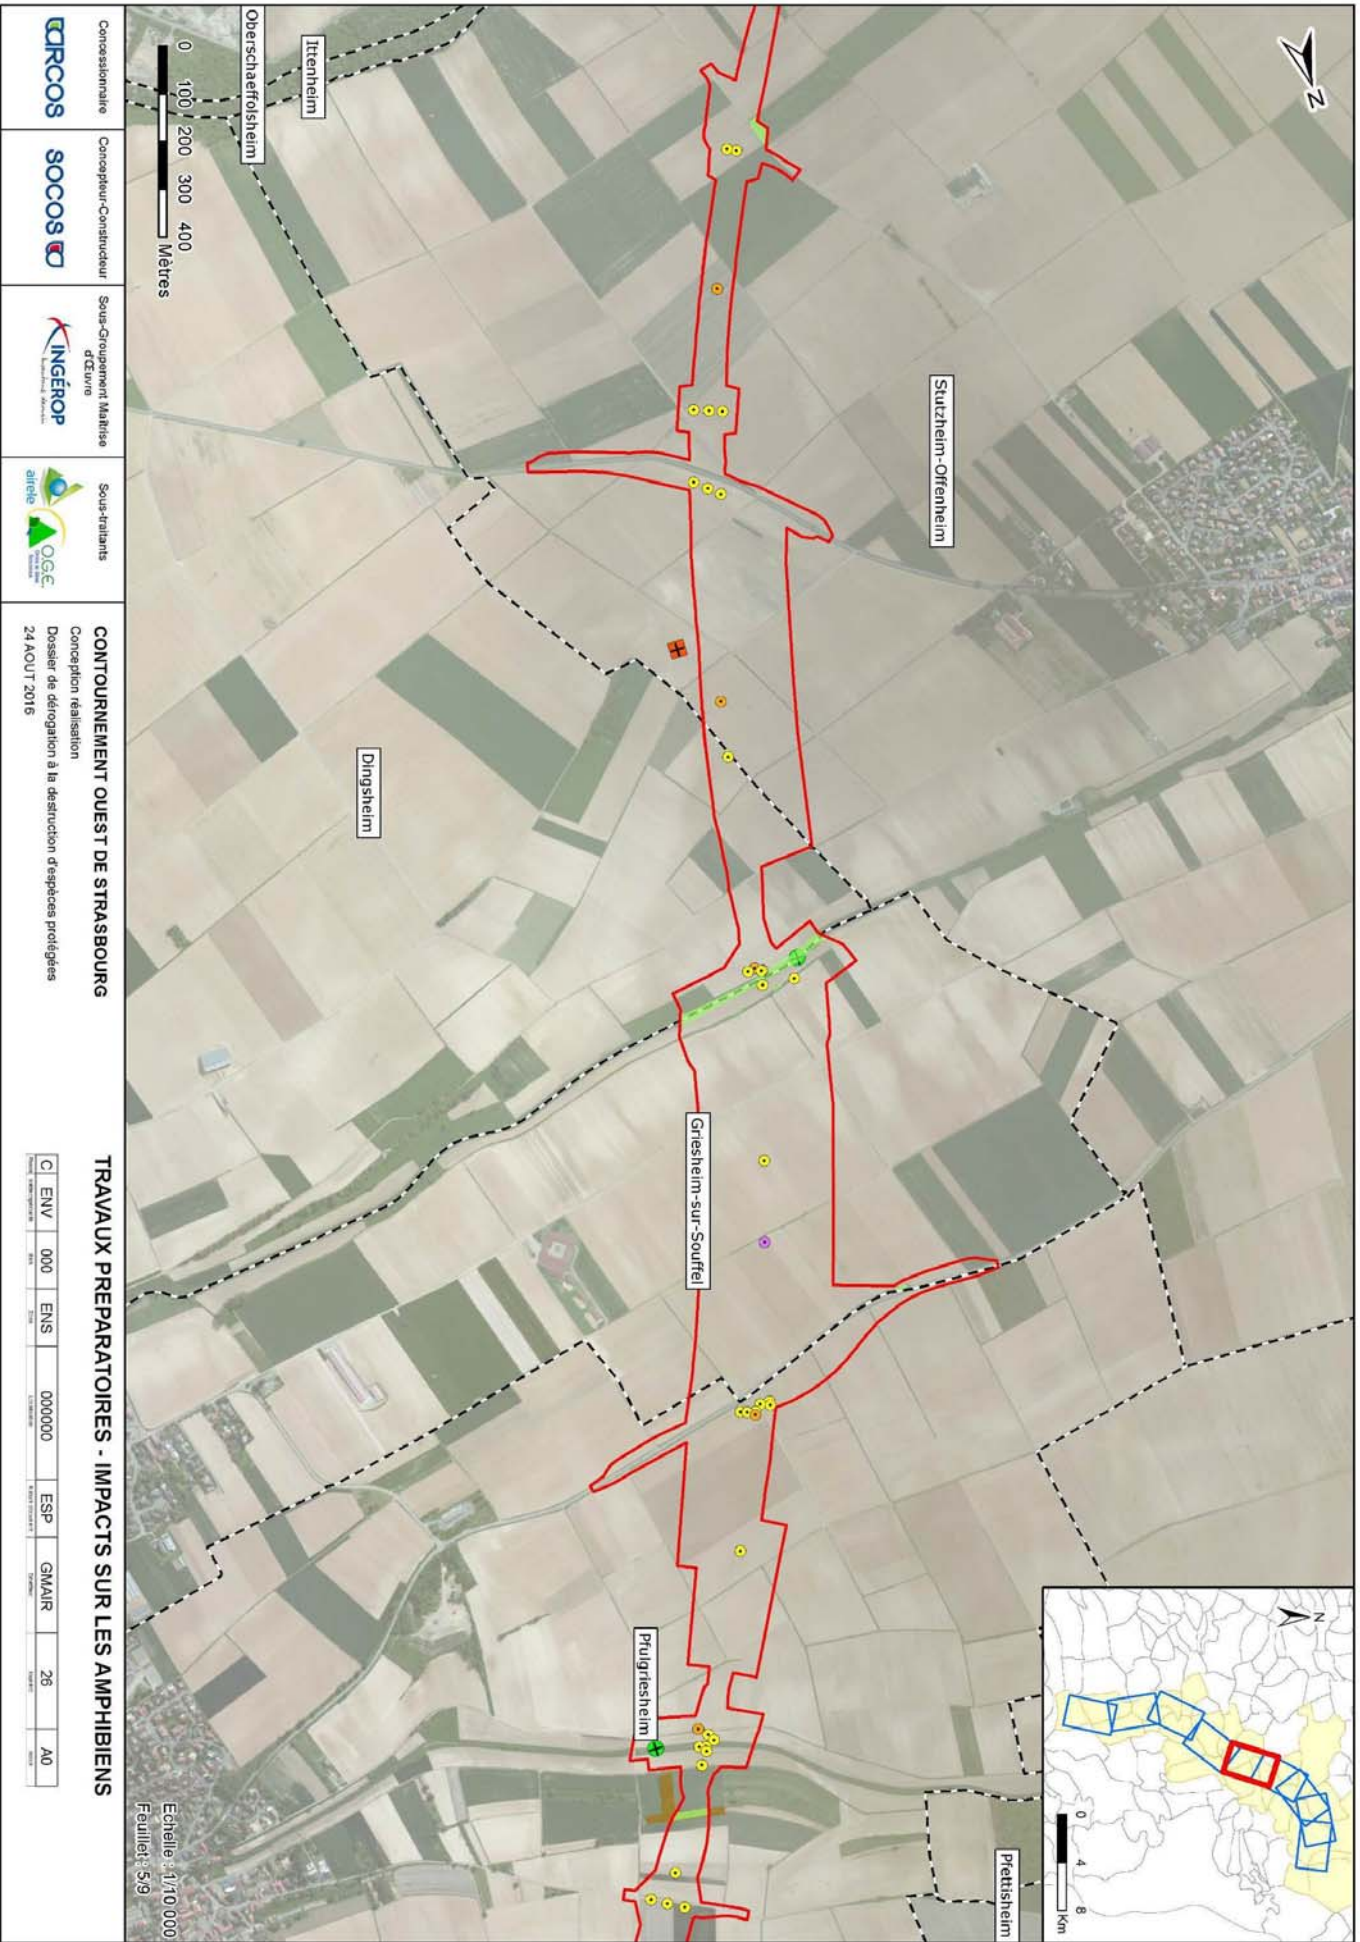 N
Stutzheim-Offenheim
Ittenheim
Oberschaeffolsheim
Dingsheim
Griesheim-sur-Souffel
Pfulgriesheim
Pfettisheim
0 100 200 300 400
Mètres
N
0 4 8
Km
Concessionnaire
ARCOS
Concepteur-Constructeur
SOCOS
Sous-Groupement Maîtrise
d'Œuvre
INGÉROP
Sous-traitants
airele
O.G.E.
CONTOURNEMENT OUEST DE STRASBOURG
Conception réalisation
Dossier de dérogation à la destruction d'espèces protégées
24 AOUT 2016
TRAVAUX PREPARATOIRES - IMPACTS SUR LES AMPHIBIENS
C ENV 000 ENS 000000 ESP GMAIR 26 A0
Echelle : 1/10 000
Feuillet : 5/9